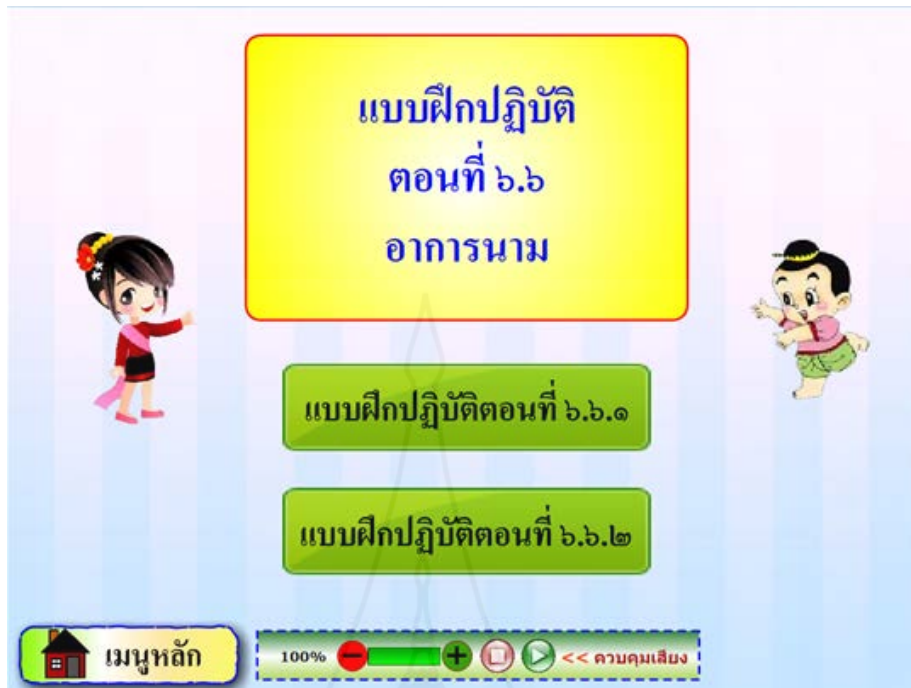 แบบฝึกปฏิบัติ
ตอนที่ ๖.๖
อาการนาม
แบบฝึกปฏิบัติตอนที่ ๖.๖.๑
แบบฝึกปฏิบัติตอนที่ ๖.๖.๒
เมนูหลัก
100% << ควบคุมเสียง